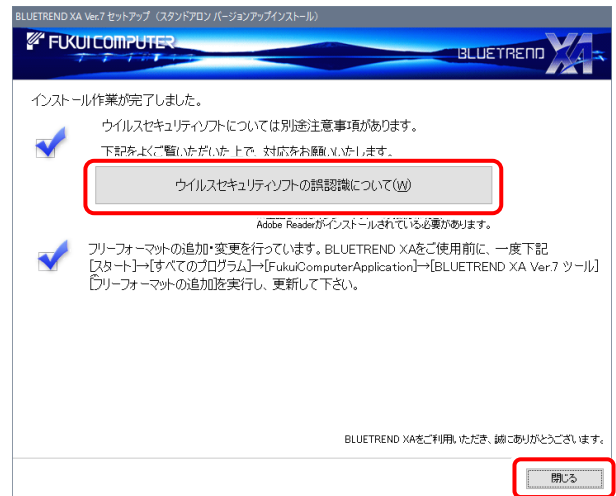 BLUETREND XA Ver.7 セットアップ（スタンドアロン バージョンアップインストール）
FUKUI COMPUTER
BLUETREND XA
インストール作業が完了しました。
ウイルスセキュリティソフトについては別途注意事項があります。
下記をよくご覧いただいた上で、対応をお願いいたします。
ウイルスセキュリティソフトの誤認識について(W)
Adobe Readerがインストールされている必要があります。
フリーフォーマットの追加・変更を行っています。BLUETREND XAをご使用前に、一度下記
[スタート]→[すべてのプログラム]→[FukuiComputerApplication]→[BLUETREND XA Ver.7 ツール]
[フリーフォーマットの追加]を実行し、更新して下さい。
BLUETREND XAをご利用いただき、誠にありがとうございます。
閉じる